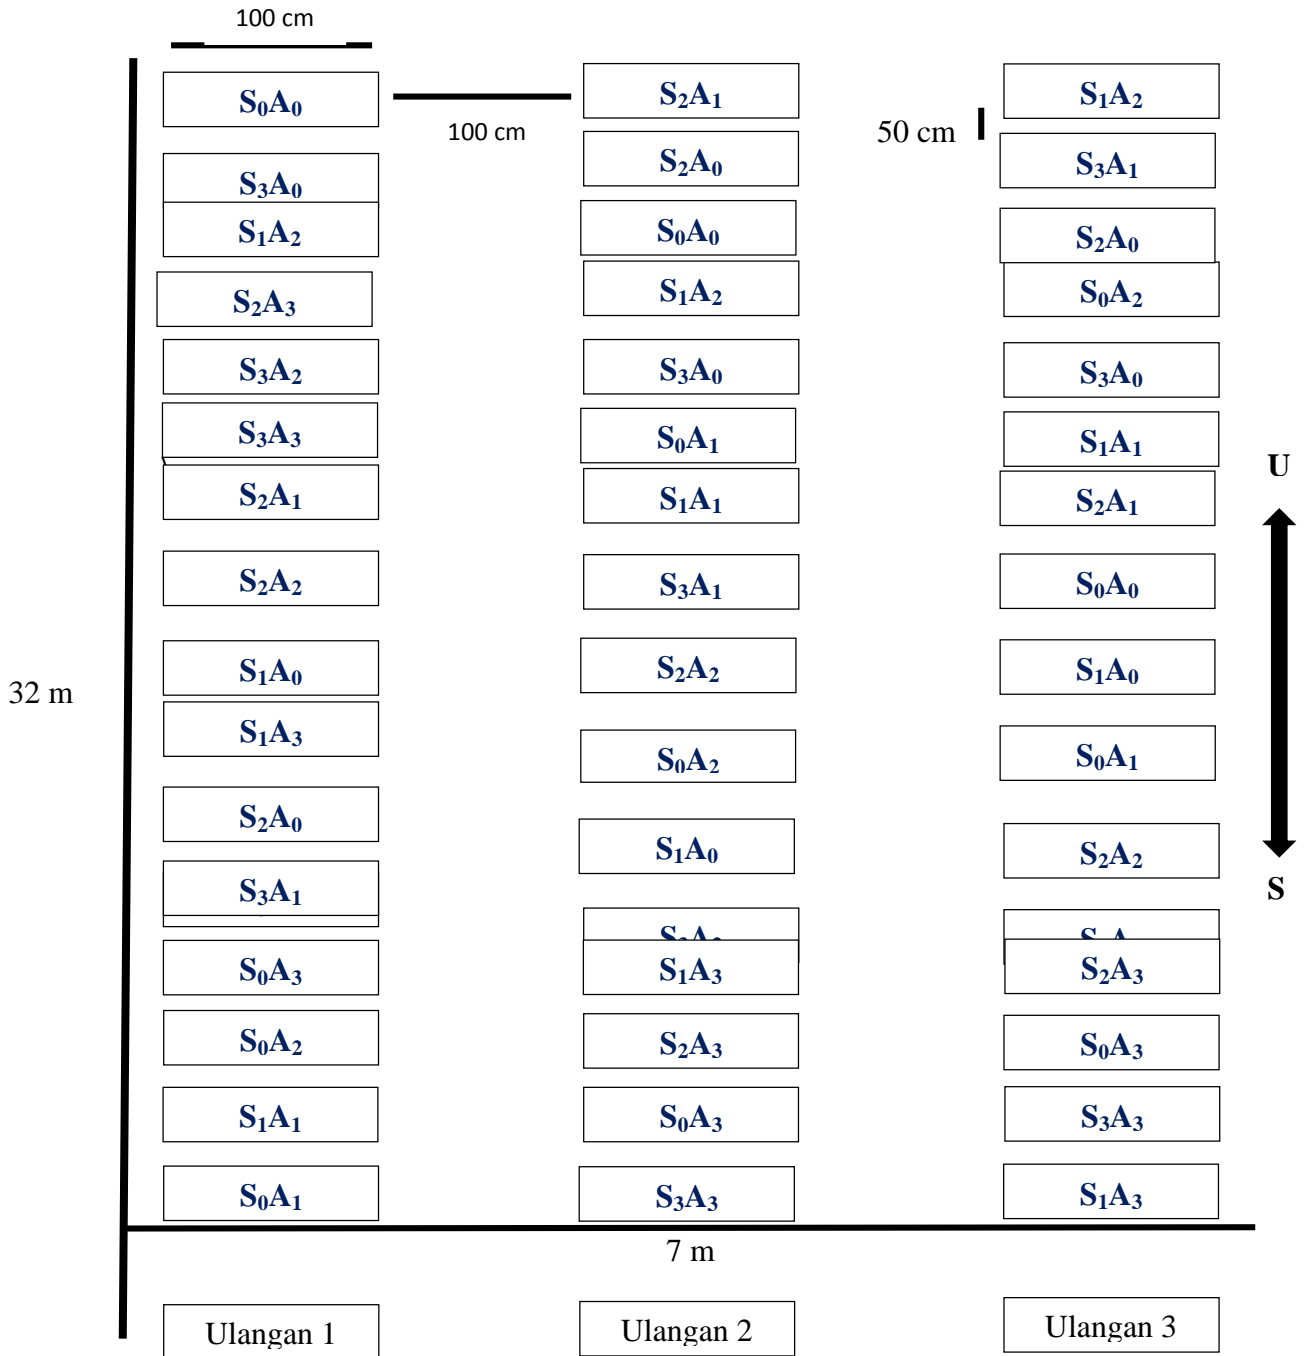 100 cm
S₀A₀
S₃A₀
S₁A₂
S₂A₃
S₃A₂
S₃A₃
S₂A₁
S₂A₂
S₁A₀
S₁A₃
S₂A₀
S₃A₁
S₀A₃
S₀A₂
S₁A₁
S₀A₁
Ulangan 1
100 cm
S₂A₁
S₂A₀
S₀A₀
S₁A₂
S₃A₀
S₀A₁
S₁A₁
S₃A₁
S₂A₂
S₀A₂
S₁A₀
S₁A₃
S₂A₃
S₀A₃
S₃A₃
Ulangan 2
50 cm
S₁A₂
S₃A₁
S₂A₀
S₀A₂
S₃A₀
S₁A₁
S₂A₁
S₀A₀
S₁A₀
S₀A₁
S₂A₂
S₂A₃
S₀A₃
S₃A₃
S₁A₃
Ulangan 3
32 m
7 m
U
S